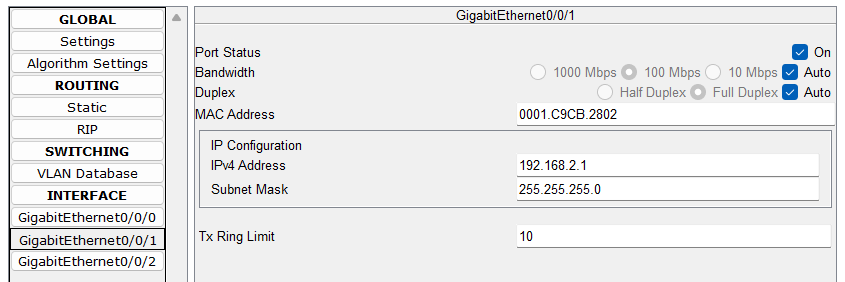 GLOBAL
Settings
Algorithm Settings
ROUTING
Static
RIP
SWITCHING
VLAN Database
INTERFACE
GigabitEthernet0/0/0
GigabitEthernet0/0/1
GigabitEthernet0/0/2
GigabitEthernet0/0/1
Port Status On
Bandwidth 1000 Mbps 100 Mbps 10 Mbps Auto
Duplex Half Duplex Full Duplex Auto
MAC Address 0001.C9CB.2802
IP Configuration
IPv4 Address 192.168.2.1
Subnet Mask 255.255.255.0
Tx Ring Limit 10